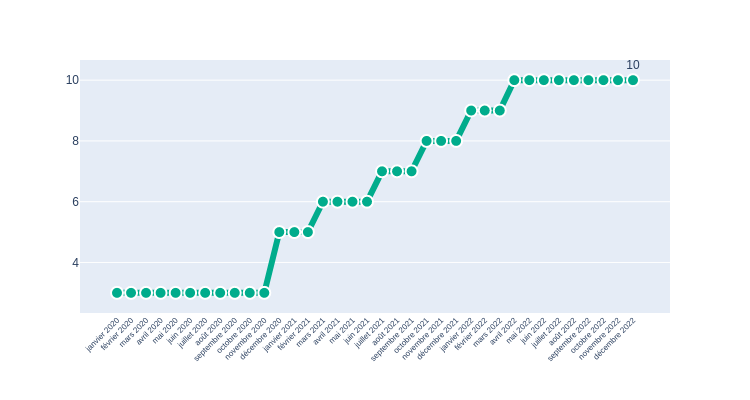 10
10
8
6
4
janvier 2020
février 2020
mars 2020
avril 2020
mai 2020
juin 2020
juillet 2020
août 2020
septembre 2020
octobre 2020
novembre 2020
décembre 2020
janvier 2021
février 2021
mars 2021
avril 2021
mai 2021
juin 2021
juillet 2021
août 2021
septembre 2021
octobre 2021
novembre 2021
décembre 2021
janvier 2022
février 2022
mars 2022
avril 2022
mai 2022
juin 2022
juillet 2022
août 2022
septembre 2022
octobre 2022
novembre 2022
décembre 2022